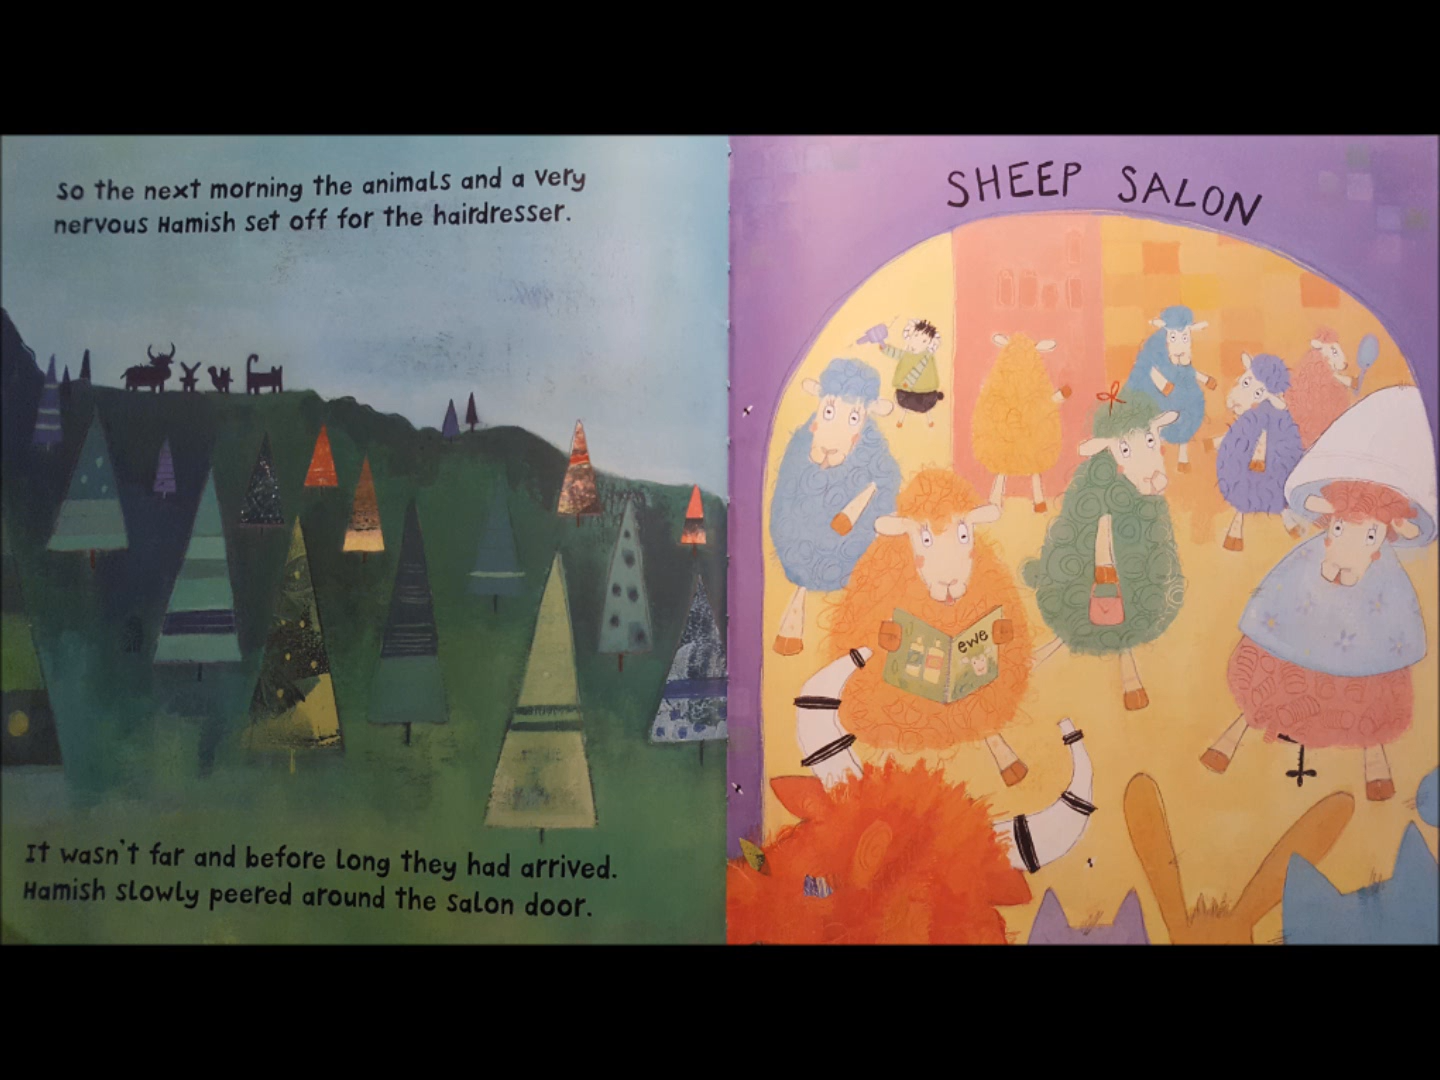 So the next morning the animals and a very
nervous Hamish set off for the hairdresser.
It wasn't far and before long they had arrived.
Hamish slowly peered around the salon door.
SHEEP SALON
ewe